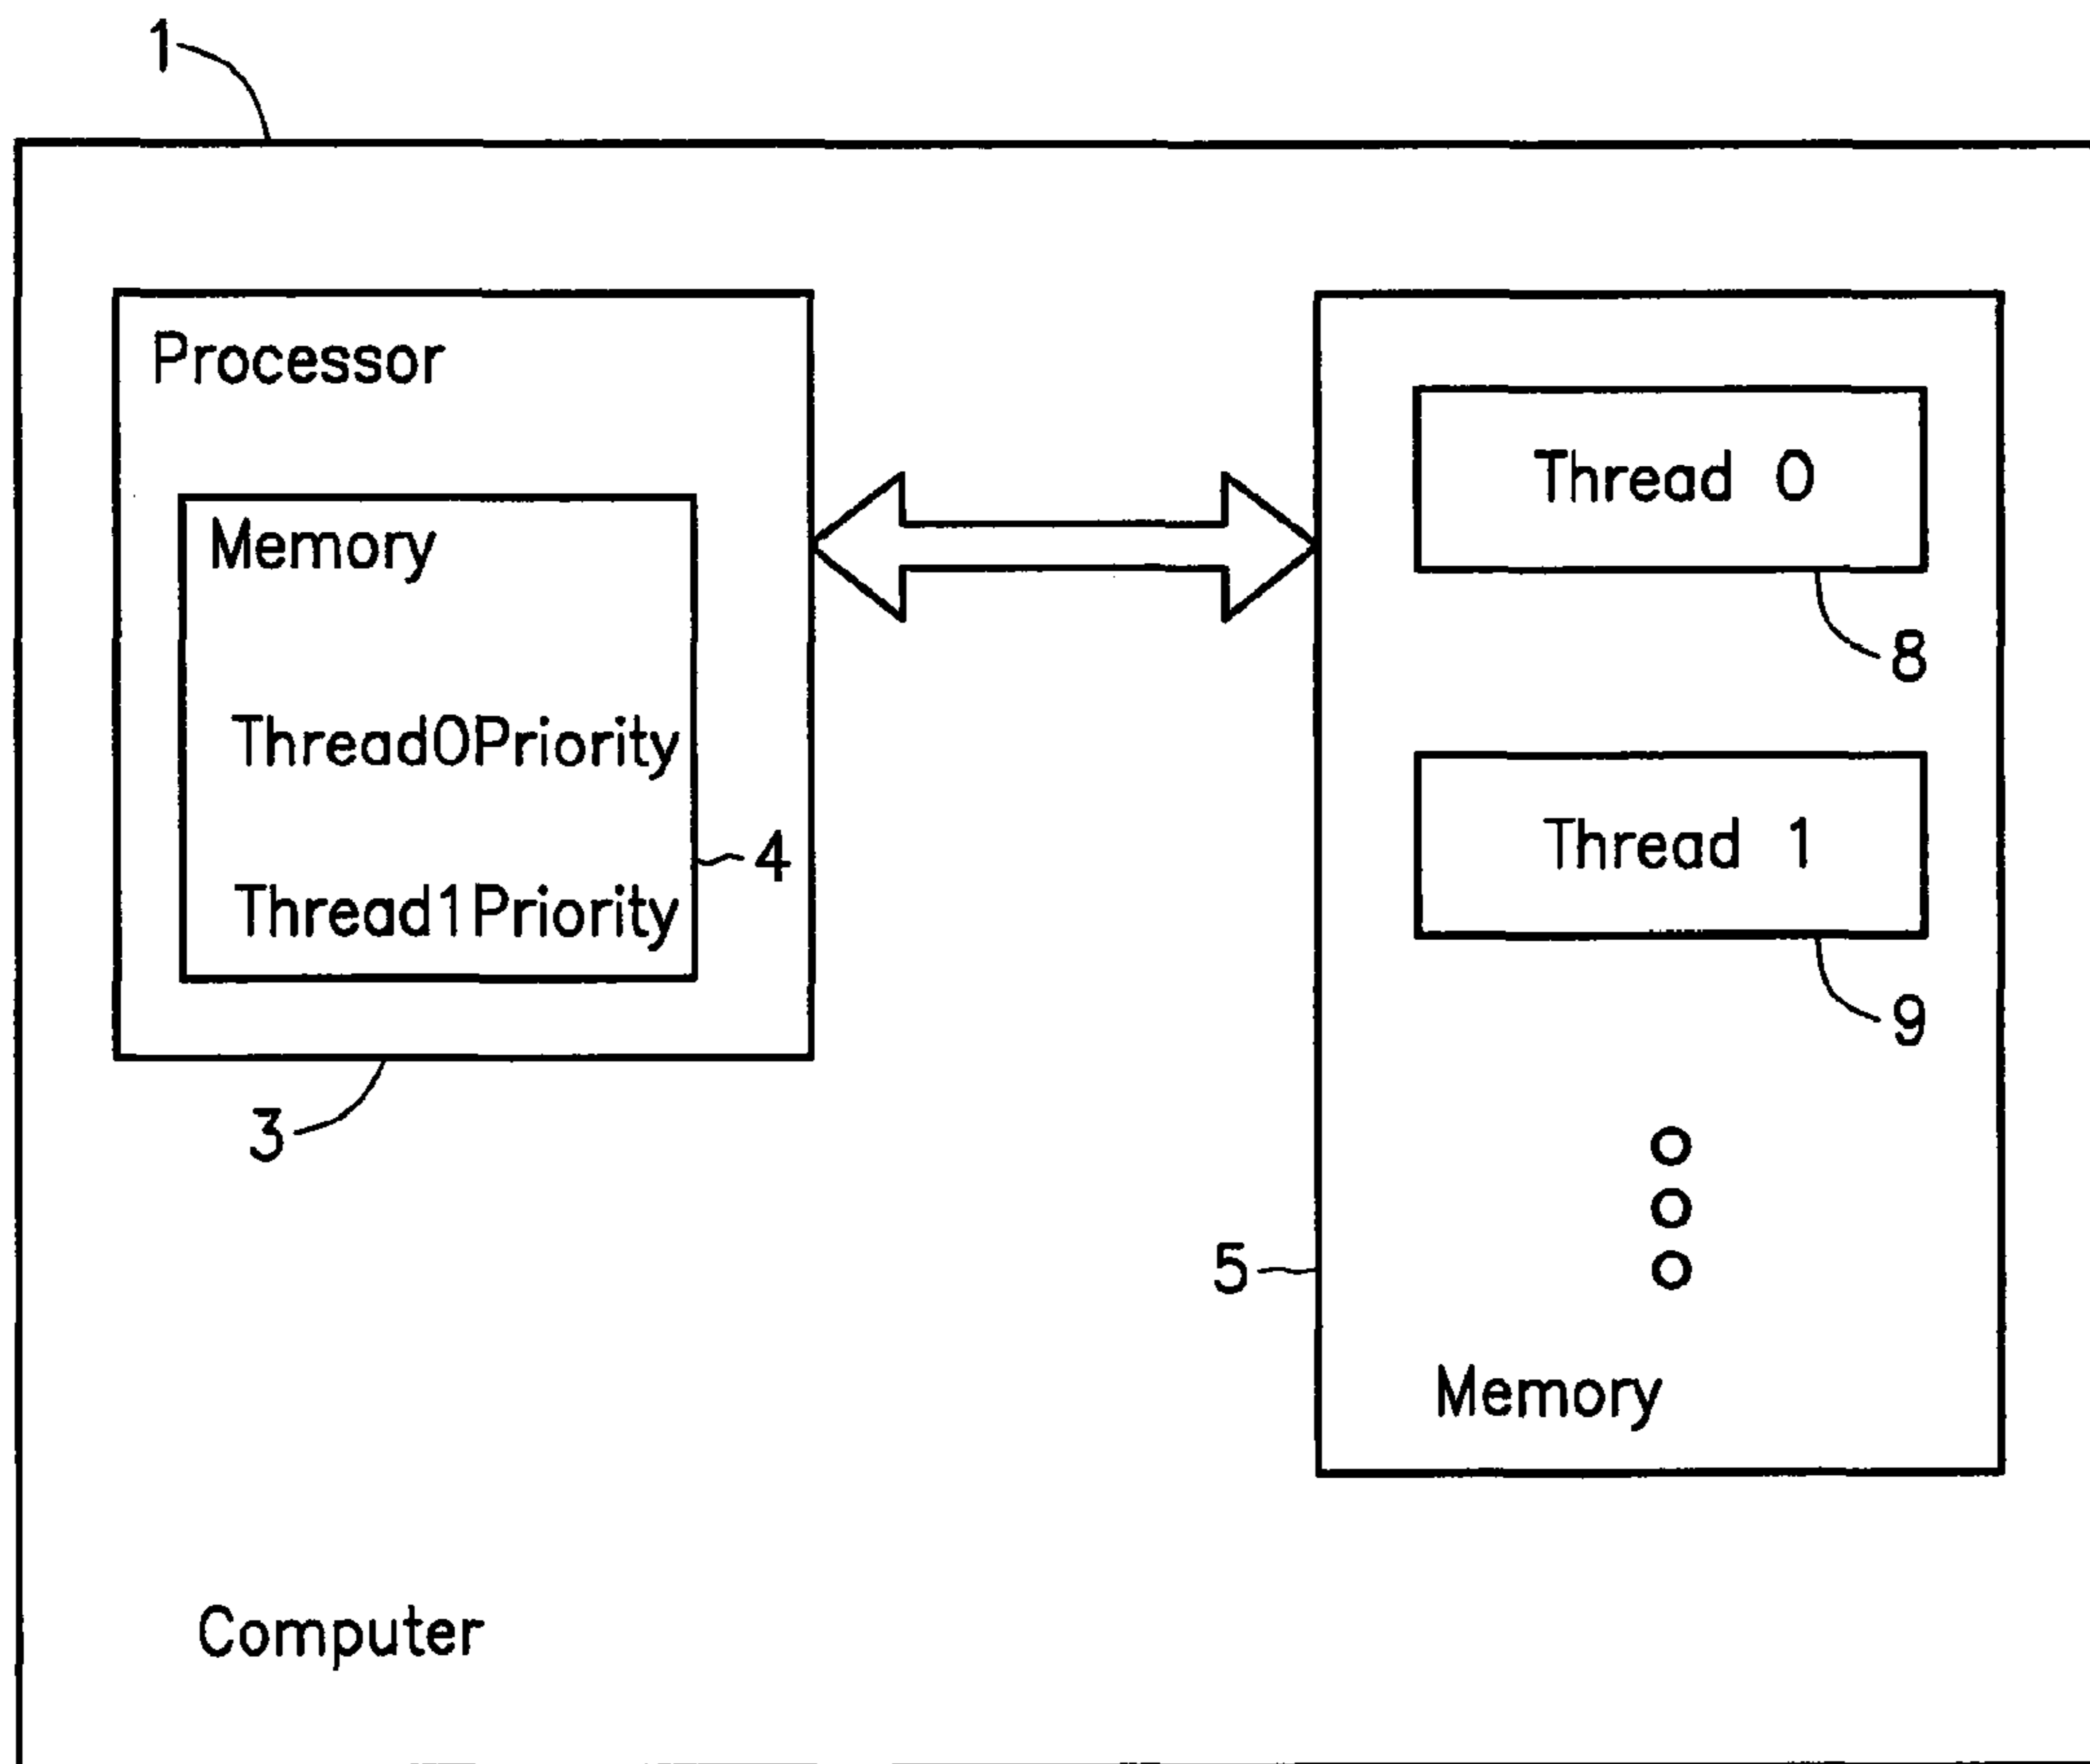 1
Processor
Memory
Thread0Priority
4
Thread1Priority
3
Thread 0
8
Thread 1
9
5
Memory
Computer